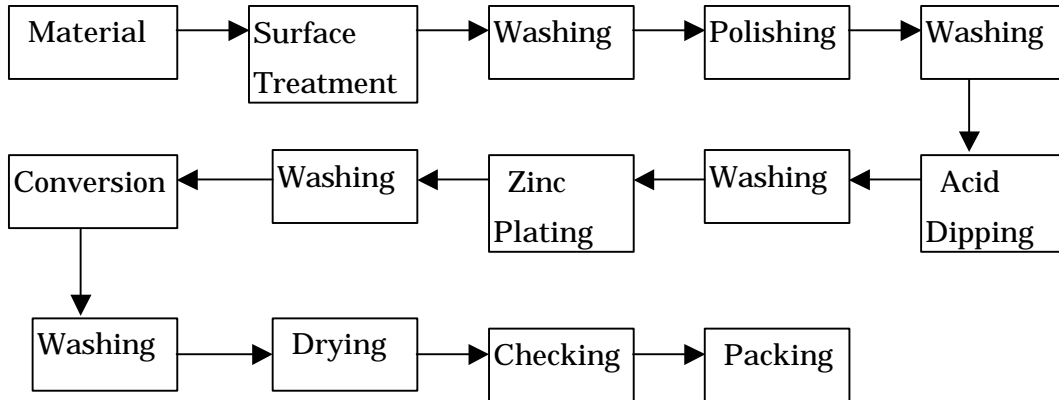 Material
Surface
Treatment
Washing
Polishing
Washing
Acid
Dipping
Washing
Zinc
Plating
Washing
Conversion
Washing
Drying
Checking
Packing